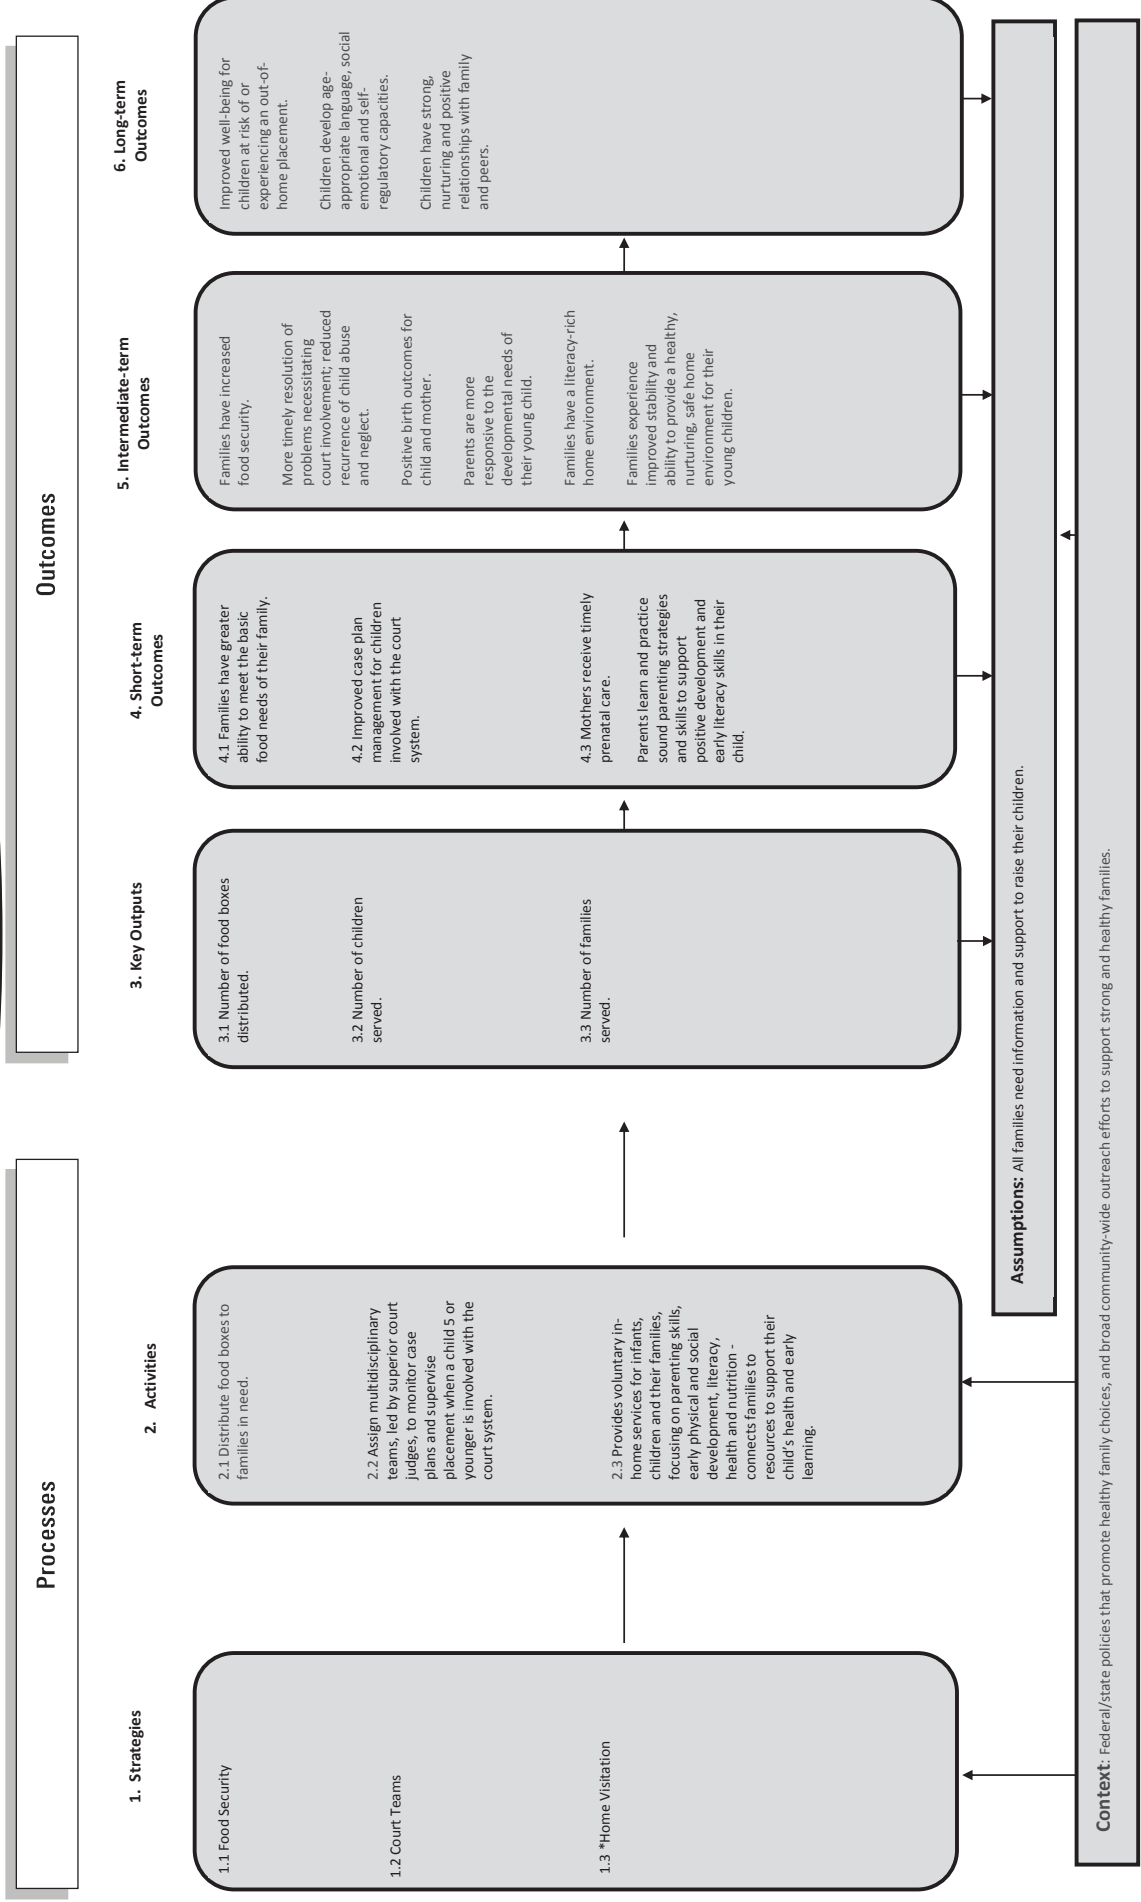 Processes
Outcomes
1. Strategies
1.1 Food Security
1.2 Court Teams
1.3 *Home Visitation
2. Activities
2.1 Distribute food boxes to
families in need.
2.2 Assign multidisciplinary
teams, led by superior court
judges, to monitor case
plans and supervise
placement when a child 5 or
younger is involved with the
court system.
2.3 Provides voluntary in-
home services for infants,
children and their families,
focusing on parenting skills,
early physical and social
development, literacy,
health and nutrition -
connects families to
resources to support their
child's health and early
learning.
3. Key Outputs
3.1 Number of food boxes
distributed.
3.2 Number of children
served.
3.3 Number of families
served.
4. Short-term
Outcomes
4.1 Families have greater
ability to meet the basic
food needs of their family.
4.2 Improved case plan
management for children
involved with the court
system.
4.3 Mothers receive timely
prenatal care.
Parents learn and practice
sound parenting strategies
and skills to support
positive development and
early literacy skills in their
child.
5. Intermediate-term
Outcomes
Families have increased
food security.
More timely resolution of
problems necessitating
court involvement; reduced
recurrence of child abuse
and neglect.
Positive birth outcomes for
child and mother.
Parents are more
responsive to the
developmental needs of
their young child.
Families have a literacy-rich
home environment.
Families experience
improved stability and
ability to provide a healthy,
nurturing, safe home
environment for their
young children.
6. Long-term
Outcomes
Improved well-being for
children at risk of or
experiencing an out-of-
home placement.
Children develop age-
appropriate language, social
emotional and self-
regulatory capacities.
Children have strong,
nurturing and positive
relationships with family
and peers.
Assumptions: All families need information and support to raise their children.
Context: Federal/state policies that promote healthy family choices, and broad community-wide outreach efforts to support strong and healthy families.